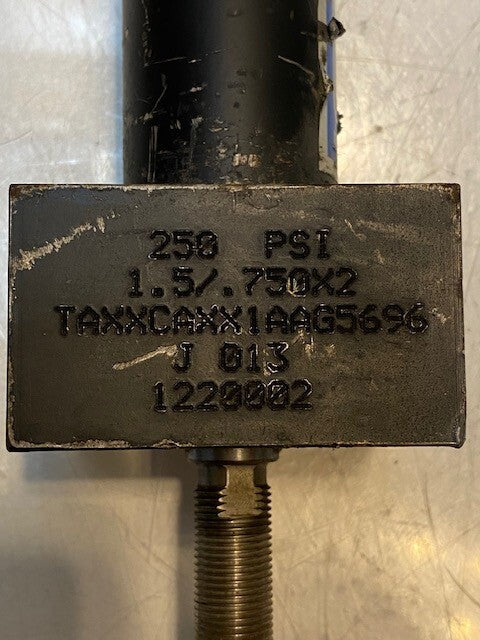 250 PSI
1.5/.750X2
TAXXCAXX1AAG5696
J 013
1220002